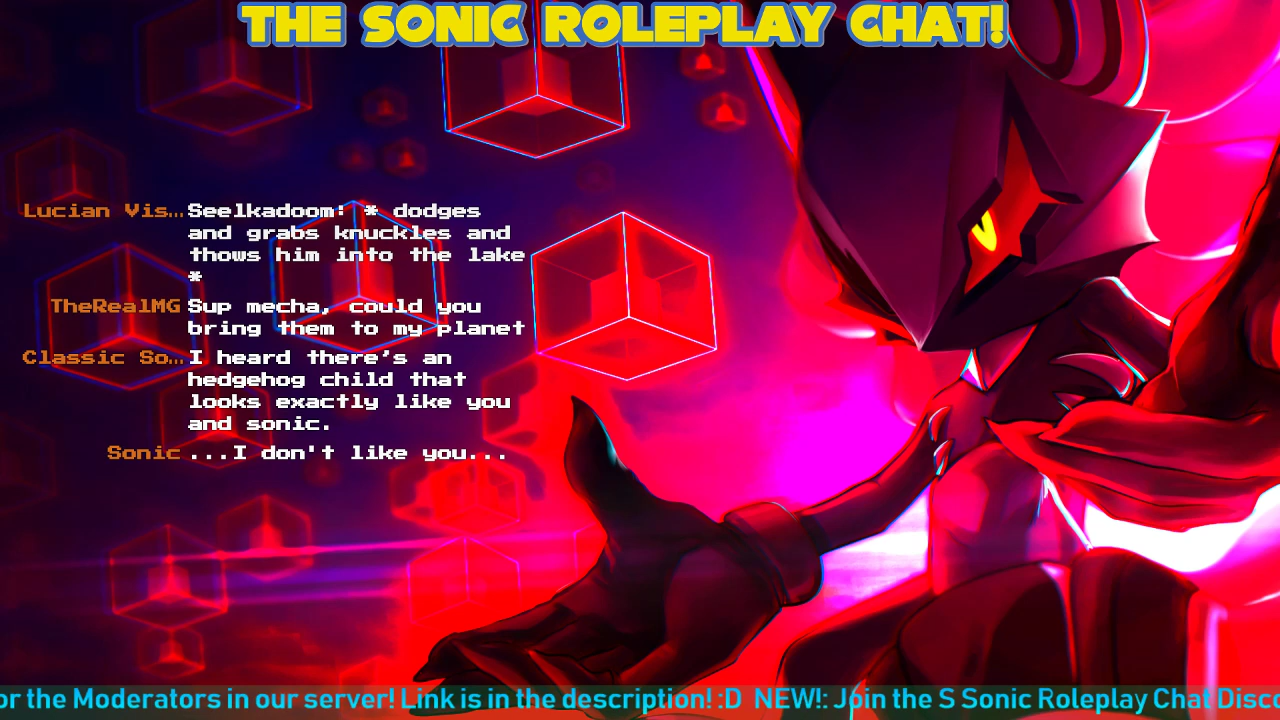 THE SONIC ROLEPLAY CHAT!
Lucian Vis… Seelkadoom: * dodges
and grabs knuckles and
thows him into the lake
*
TheRealMG Sup mecha, could you
bring them to my planet
Classic So… I heard there's an
hedgehog child that
looks exactly like you
and sonic.
Sonic ...I don't like you...
or the Moderators in our server! Link is in the description! :D NEW!: Join the S Sonic Roleplay Chat Disco